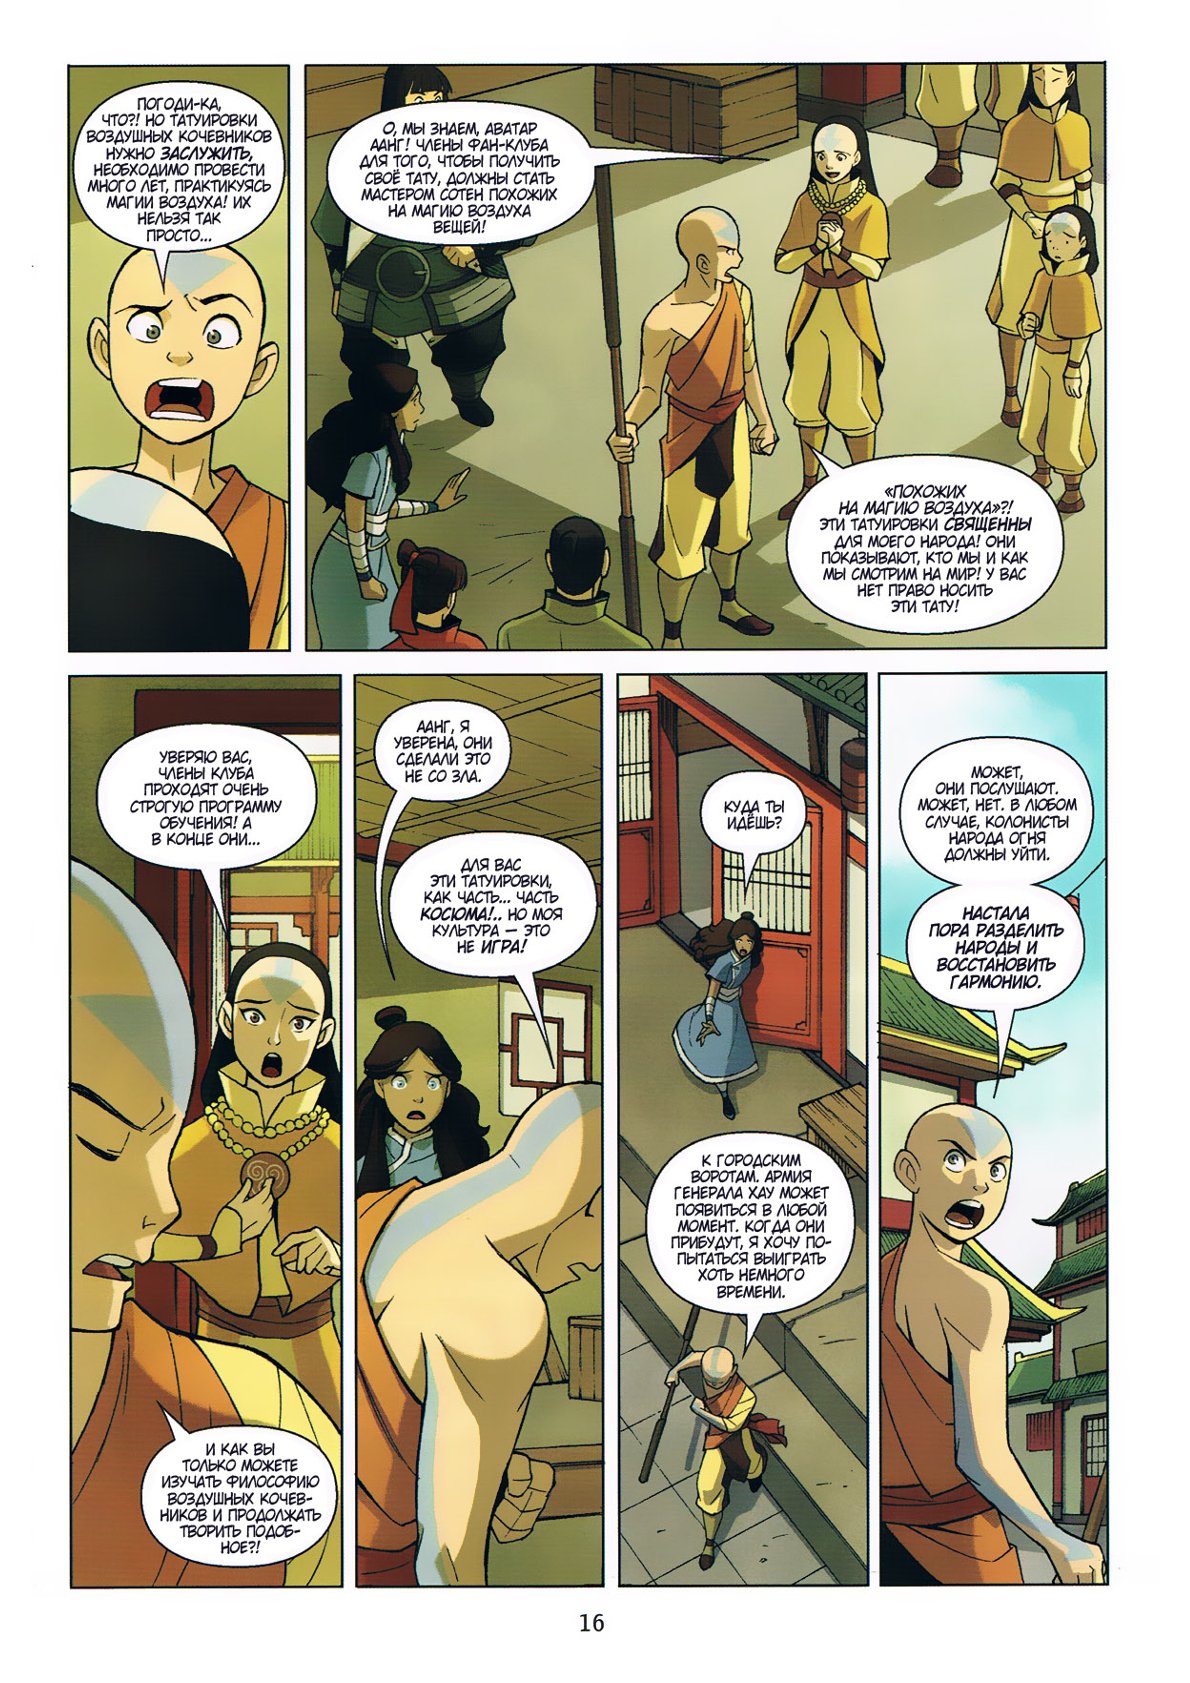 ПОГОДИ-КА,
ЧТО?! НО ТАТУИРОВКИ
ВОЗДУШНЫХ КОЧЕВНИКОВ
НУЖНО ЗАСЛУЖИТЬ,
НЕОБХОДИМО ПРОВЕСТИ
МНОГО ЛЕТ, ПРАКТИКУЯСЬ
МАГИИ ВОЗДУХА! ИХ
НЕЛЬЗЯ ТАК
ПРОСТО...
О, МЫ ЗНАЕМ, АВАТАР
ААНГ! ЧЛЕНЫ ФАН-КЛУБА
ДЛЯ ТОГО, ЧТОБЫ ПОЛУЧИТЬ
СВОЁ ТАТУ, ДОЛЖНЫ СТАТЬ
МАСТЕРОМ СОТЕН ПОХОЖИХ
НА МАГИЮ ВОЗДУХА
ВЕЩЕЙ!
«ПОХОЖИХ
НА МАГИЮ ВОЗДУХА»?!
ЭТИ ТАТУИРОВКИ СВЯЩЕННЫ
ДЛЯ МОЕГО НАРОДА! ОНИ
ПОКАЗЫВАЮТ, КТО МЫ И КАК
МЫ СМОТРИМ НА МИР! У ВАС
НЕТ ПРАВО НОСИТЬ
ЭТИ ТАТУ!
УВЕРЯЮ ВАС,
ЧЛЕНЫ КЛУБА
ПРОХОДЯТ ОЧЕНЬ
СТРОГУЮ ПРОГРАММУ
ОБУЧЕНИЯ! А
В КОНЦЕ ОНИ...
И КАК ВЫ
ТОЛЬКО МОЖЕТЕ
ИЗУЧАТЬ ФИЛОСОФИЮ
ВОЗДУШНЫХ КОЧЕВ-
НИКОВ И ПРОДОЛЖАТЬ
ТВОРИТЬ ПОДОБ-
НОЕ?!
ААНГ, Я
УВЕРЕНА, ОНИ
СДЕЛАЛИ ЭТО
НЕ СО ЗЛА.
ДЛЯ ВАС
ЭТИ ТАТУИРОВКИ,
КАК ЧАСТЬ... ЧАСТЬ
КОСЮМА!.. НО МОЯ
КУЛЬТУРА — ЭТО
НЕ ИГРА!
КУДА ТЫ
ИДЁШЬ?
К ГОРОДСКИМ
ВОРОТАМ. АРМИЯ
ГЕНЕРАЛА ХАУ МОЖЕТ
ПОЯВИТЬСЯ В ЛЮБОЙ
МОМЕНТ. КОГДА ОНИ
ПРИБУДУТ, Я ХОЧУ ПО-
ПЫТАТЬСЯ ВЫИГРАТЬ
ХОТЬ НЕМНОГО
ВРЕМЕНИ.
МОЖЕТ,
ОНИ ПОСЛУШАЮТ.
МОЖЕТ, НЕТ. В ЛЮБОМ
СЛУЧАЕ, КОЛОНИСТЫ
НАРОДА ОГНЯ
ДОЛЖНЫ УЙТИ.
НАСТАЛА
ПОРА РАЗДЕЛИТЬ
НАРОДЫ И
ВОССТАНОВИТЬ
ГАРМОНИЮ.
16